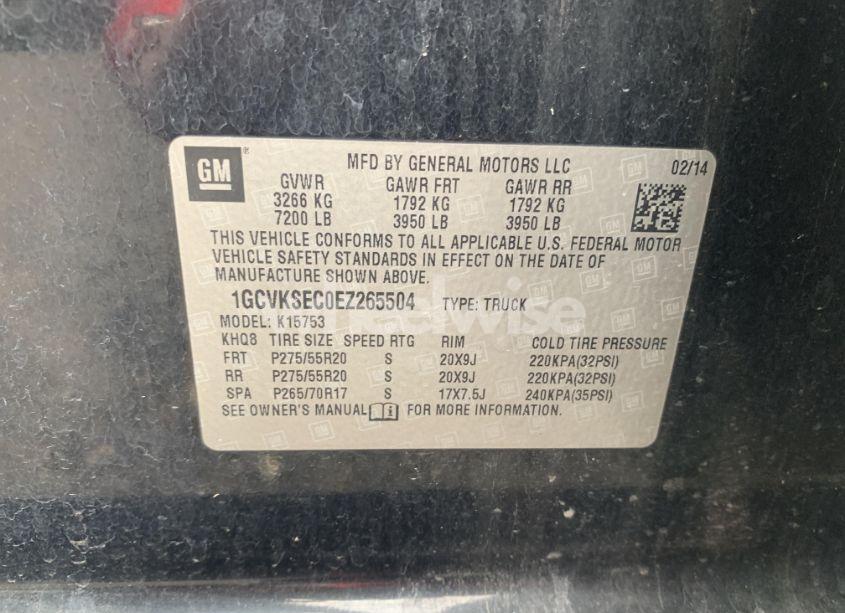 GM
MFD BY GENERAL MOTORS LLC 02/14
GVWR GAWR FRT GAWR RR
3266 KG 1792 KG 1792 KG
7200 LB 3950 LB 3950 LB
THIS VEHICLE CONFORMS TO ALL APPLICABLE U.S. FEDERAL MOTOR
VEHICLE SAFETY STANDARDS IN EFFECT ON THE DATE OF
MANUFACTURE SHOWN ABOVE.
1GCVKSEC0EZ265504 TYPE: TRUCK
MODEL: K15753
KHQ8 TIRE SIZE SPEED RTG RIM COLD TIRE PRESSURE
FRT P275/55R20 S 20X9J 220KPA(32PSI)
RR P275/55R20 S 20X9J 220KPA(32PSI)
SPA P265/70R17 S 17X7.5J 240KPA(35PSI)
SEE OWNER'S MANUAL FOR MORE INFORMATION.